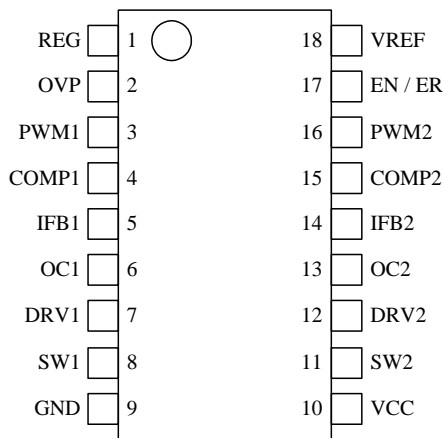 REG 1 18 VREF
OVP 2 17 EN / ER
PWM1 3 16 PWM2
COMP1 4 15 COMP2
IFB1 5 14 IFB2
OC1 6 13 OC2
DRV1 7 12 DRV2
SW1 8 11 SW2
GND 9 10 VCC